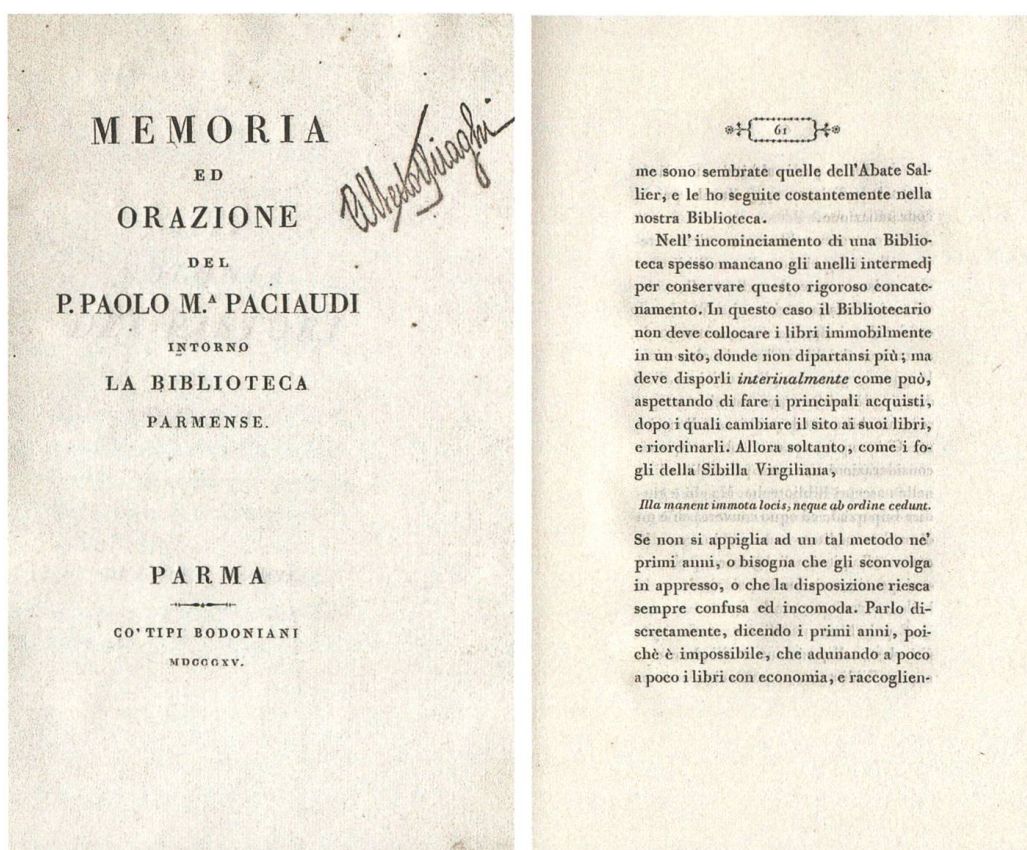 MEMORIA
ED
ORAZIONE
DEL
P. PAOLO M.ᴬ PACIAUDI
INTORNO
LA BIBLIOTECA
PARMENSE.
PARMA
CO' TIPI BODONIANI
MDCCCXV.
61
me sono sembrate quelle dell'Abate Sal-
lier, e le ho seguite costantemente nella
nostra Biblioteca.
Nell' incominciamento di una Biblio-
teca spesso mancano gli anelli intermedj
per conservare questo rigoroso concate-
namento. In questo caso il Bibliotecario
non deve collocare i libri immobilmente
in un sito, donde non dipartansi più; ma
deve disporli interinalmente come può,
aspettando di fare i principali acquisti,
dopo i quali cambiare il sito ai suoi libri,
e riordinarli. Allora soltanto, come i fo-
gli della Sibilla Virgiliana,
Illa manent immota locis, neque ab ordine cedunt.
Se non si appiglia ad un tal metodo ne'
primi anni, o bisogna che gli sconvolga
in appresso, o che la disposizione riesca
sempre confusa ed incomoda. Parlo di-
scretamente, dicendo i primi anni, poi-
chè è impossibile, che adunando a poco
a poco i libri con economia, e raccoglien-